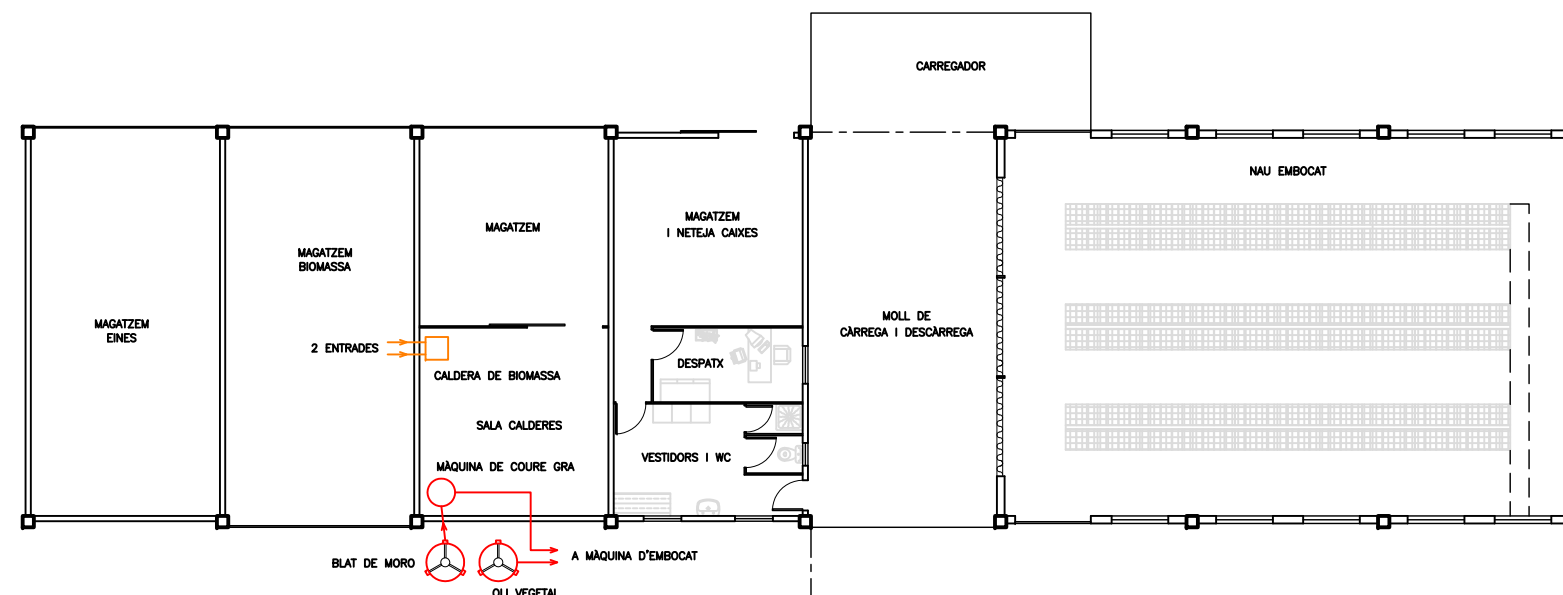 CARREGADOR
NAU EMBOCAT
MAGATZEM
I NETEJA CAIXES
MAGATZEM
MAGATZEM
BIOMASSA
MAGATZEM
EINES
MOLL DE
CÀRREGA I DESCÀRREGA
2 ENTRADES
DESPATX
CALDERA DE BIOMASSA
SALA CALDERES
VESTIDORS I WC
MÀQUINA DE COURE GRA
A MÀQUINA D'EMBOCAT
BLAT DE MORO
OLI VEGETAL